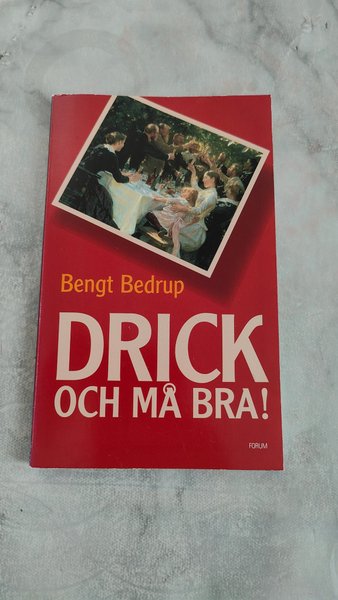 Bengt Bedrup
DRICK
OCH MÅ BRA!
FORUM